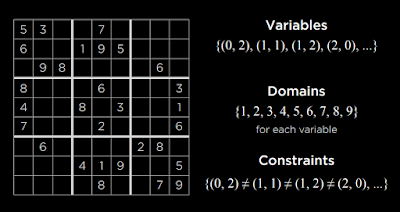 5 3 7
6 1 9 5
9 8 6
8 6 3
4 8 3 1
7 2 6
6 2 8
4 1 9 5
8 7 9
Variables
{(0, 2), (1, 1), (1, 2), (2, 0), ...}
Domains
{1, 2, 3, 4, 5, 6, 7, 8, 9}
for each variable
Constraints
{(0, 2) ≠ (1, 1) ≠ (1, 2) ≠ (2, 0), ...}